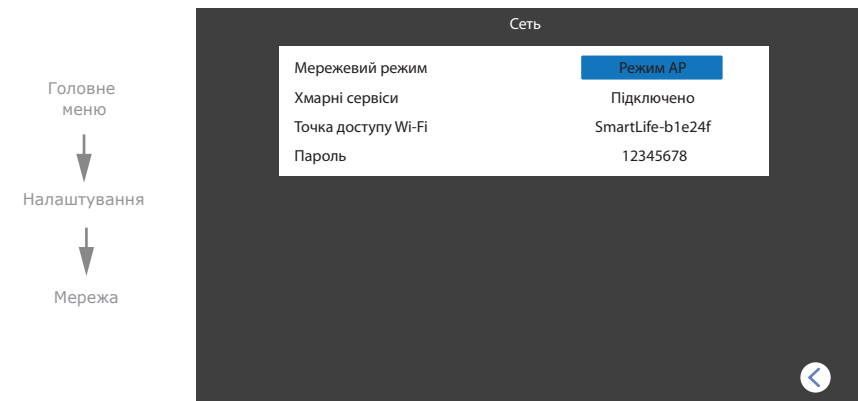 Головне
меню
Налаштування
Мережа
Сеть
Мережевий режим Режим AP
Хмарні сервіси Підключено
Точка доступу Wi-Fi SmartLife-b1e24f
Пароль 12345678